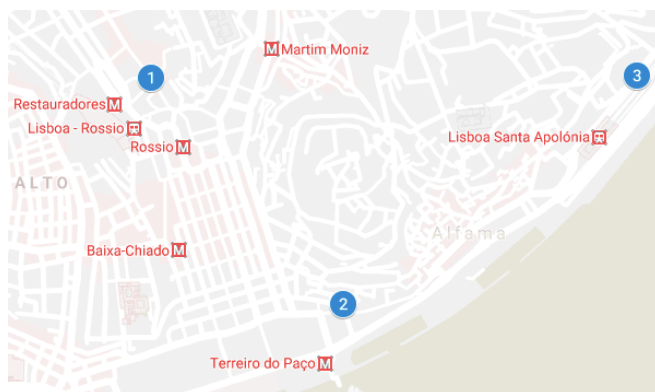 M Martim Moniz
1
3
Restauradores M
Lisboa - Rossio
Lisboa Santa Apolónia
Rossio M
ALTO
Alfama
Baixa-Chiado M
2
Terreiro do Paço M